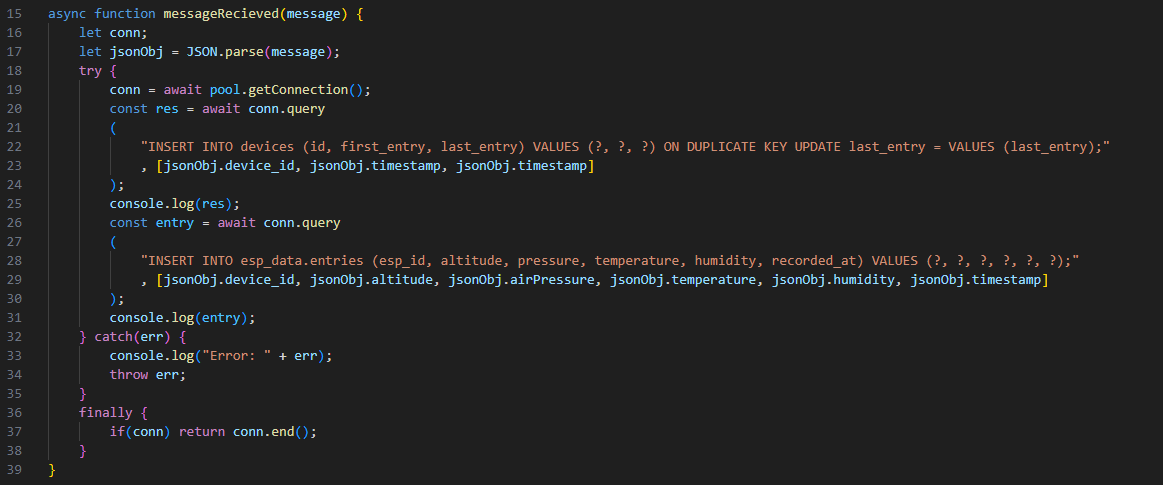 15 async function messageRecieved(message) {
16     let conn;
17     let jsonObj = JSON.parse(message);
18     try {
19         conn = await pool.getConnection();
20         const res = await conn.query
21         (
22             "INSERT INTO devices (id, first_entry, last_entry) VALUES (?, ?, ?) ON DUPLICATE KEY UPDATE last_entry = VALUES (last_entry);"
23             , [jsonObj.device_id, jsonObj.timestamp, jsonObj.timestamp]
24         );
25         console.log(res);
26         const entry = await conn.query
27         (
28             "INSERT INTO esp_data.entries (esp_id, altitude, pressure, temperature, humidity, recorded_at) VALUES (?, ?, ?, ?, ?, ?);"
29             , [jsonObj.device_id, jsonObj.altitude, jsonObj.airPressure, jsonObj.temperature, jsonObj.humidity, jsonObj.timestamp]
30         );
31         console.log(entry);
32     } catch(err) {
33         console.log("Error: " + err);
34         throw err;
35     }
36     finally {
37         if(conn) return conn.end();
38     }
39 }